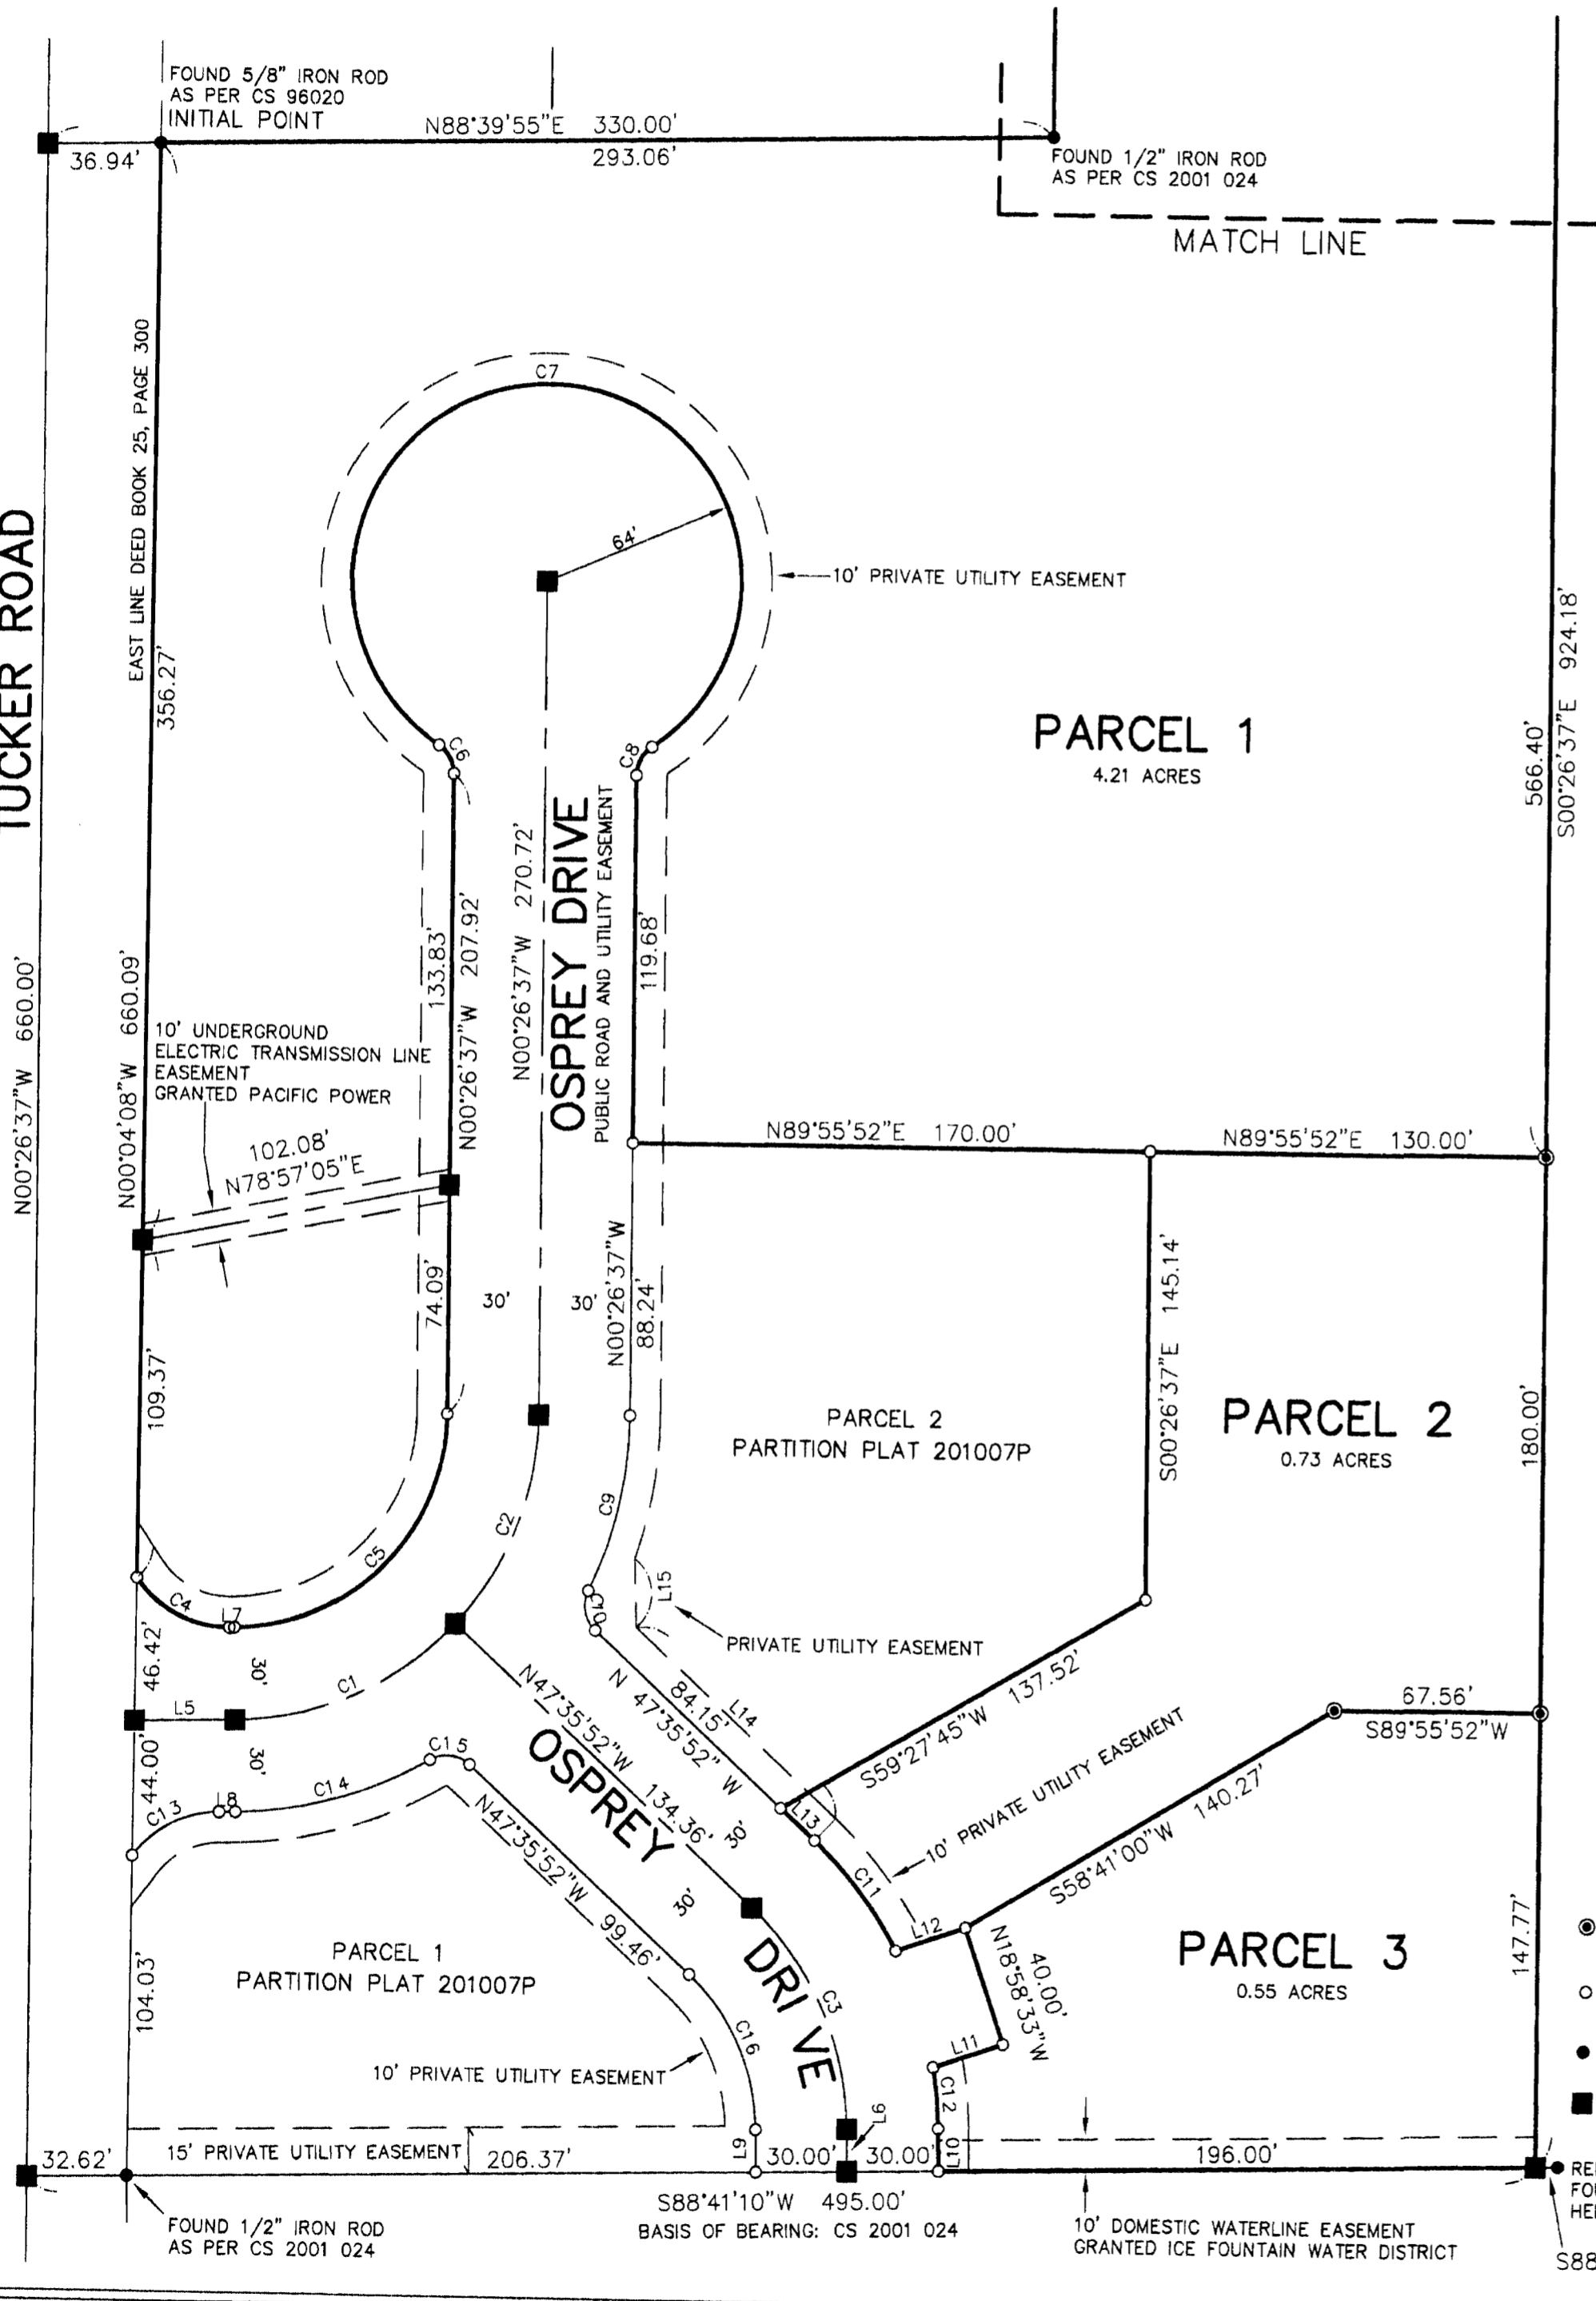 FOUND 5/8" IRON ROD
AS PER CS 96020
INITIAL POINT
N88°39'55"E 330.00'
36.94'
293.06'
FOUND 1/2" IRON ROD
AS PER CS 2001 024
MATCH LINE
EAST LINE DEED BOOK 25, PAGE 300
356.27'
TUCKER ROAD
C7
64'
10' PRIVATE UTILITY EASEMENT
924.18'
S00°26'37"E
566.40'
PARCEL 1
4.21 ACRES
C6
C8
N00°26'37"W 660.00'
N00°04'08"W 660.09'
133.83'
N00°26'37"W 207.92'
N00°26'37"W 270.72'
OSPREY DRIVE
PUBLIC ROAD AND UTILITY EASEMENT
119.68'
10' UNDERGROUND
ELECTRIC TRANSMISSION LINE
EASEMENT
GRANTED PACIFIC POWER
102.08'
N78°57'05"E
N89°55'52"E 170.00'
N89°55'52"E 130.00'
109.37'
74.09'
30'
30'
N00°26'37"W
88.24'
S00°26'37"E 145.14'
PARCEL 2
PARTITION PLAT 201007P
PARCEL 2
0.73 ACRES
180.00'
C2
C9
C5
C4
L7
C10
L15
PRIVATE UTILITY EASEMENT
46.42'
30'
C1
L5
N47°35'52"W 134.36'
N 47°35'52" W
84.15'
L14
S59°27'45"W 137.52'
67.56'
S89°55'52"W
44.00'
30'
C15
C14
C13
L8
OSPREY
DRIVE
30'
30'
N47°35'52"W 99.46'
L13
C11
10' PRIVATE UTILITY EASEMENT
S58°41'00"W 140.27'
L12
N18°58'33"W
40.00'
PARCEL 3
0.55 ACRES
147.77'
PARCEL 1
PARTITION PLAT 201007P
104.03'
C3
C16
L11
C12
10' PRIVATE UTILITY EASEMENT
L6
L9
L10
32.62'
15' PRIVATE UTILITY EASEMENT
206.37'
30.00'
30.00'
196.00'
S88°41'10"W 495.00'
BASIS OF BEARING: CS 2001 024
FOUND 1/2" IRON ROD
AS PER CS 2001 024
10' DOMESTIC WATERLINE EASEMENT
GRANTED ICE FOUNTAIN WATER DISTRICT
S88